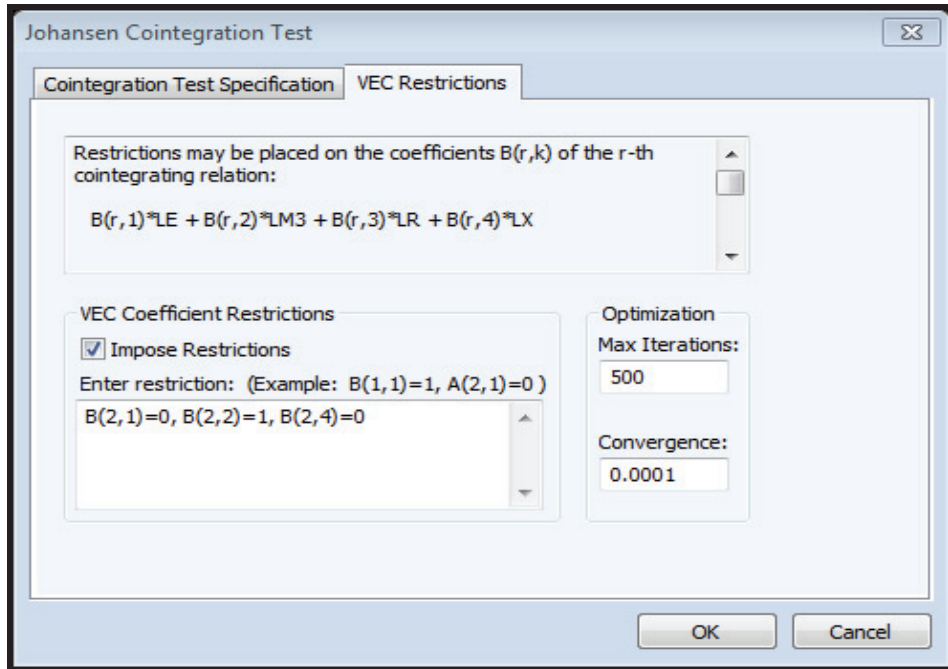 Johansen Cointegration Test
Cointegration Test Specification
VEC Restrictions
Restrictions may be placed on the coefficients B(r,k) of the r-th
cointegrating relation:
B(r,1)*LE + B(r,2)*LM3 + B(r,3)*LR + B(r,4)*LX
VEC Coefficient Restrictions
Impose Restrictions
Enter restriction: (Example: B(1,1)=1, A(2,1)=0 )
B(2,1)=0, B(2,2)=1, B(2,4)=0
Optimization
Max Iterations:
500
Convergence:
0.0001
OK
Cancel